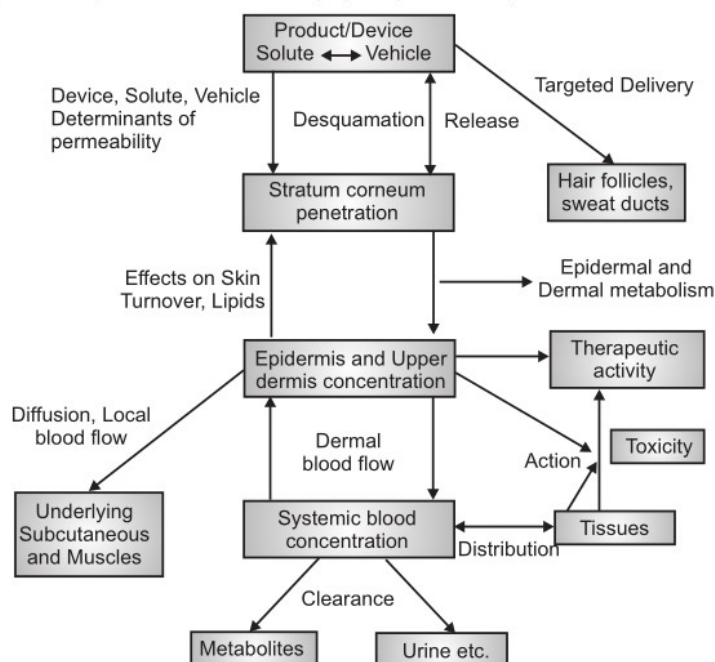 Product/Device
Solute Vehicle
Device, Solute, Vehicle
Determinants of
permeability
Desquamation
Release
Targeted Delivery
Hair follicles,
sweat ducts
Stratum corneum
penetration
Effects on Skin
Turnover, Lipids
Epidermal and
Dermal metabolism
Epidermis and Upper
dermis concentration
Therapeutic
activity
Diffusion, Local
blood flow
Dermal
blood flow
Action
Toxicity
Underlying
Subcutaneous
and Muscles
Systemic blood
concentration
Distribution
Tissues
Clearance
Metabolites
Urine etc.